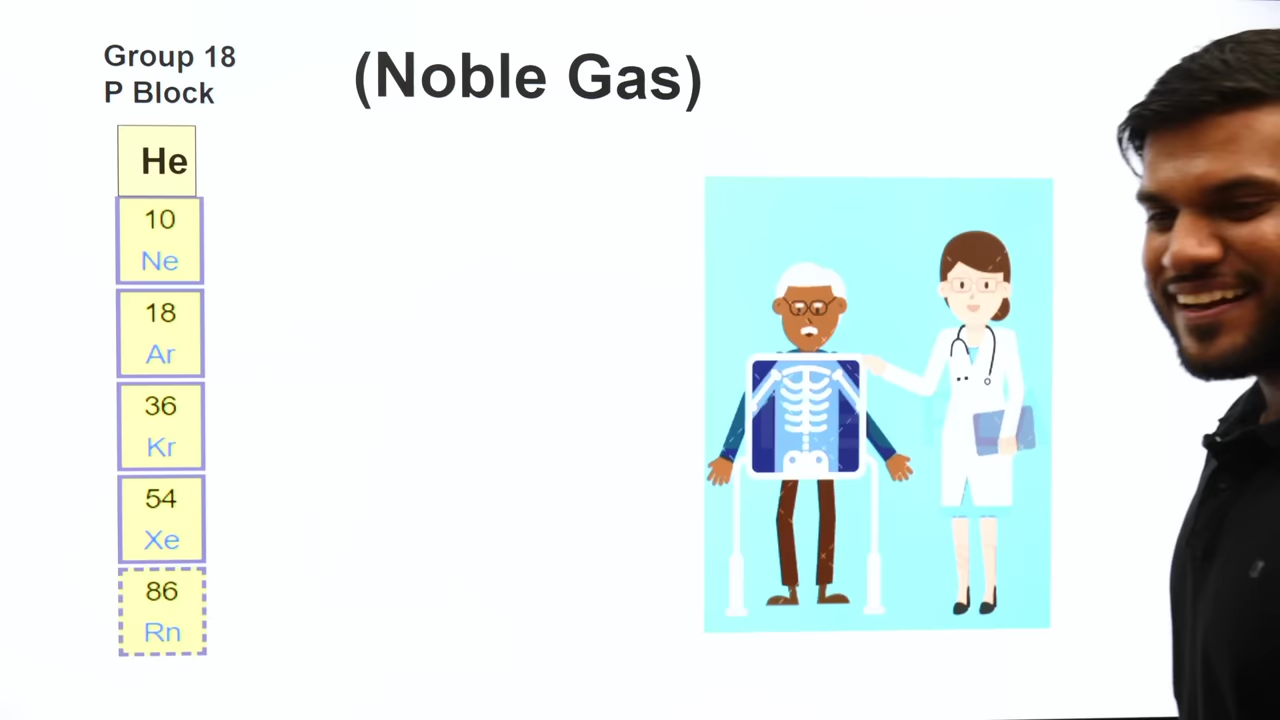 Group 18
P Block
(Noble Gas)
He
10
Ne
18
Ar
36
Kr
54
Xe
86
Rn